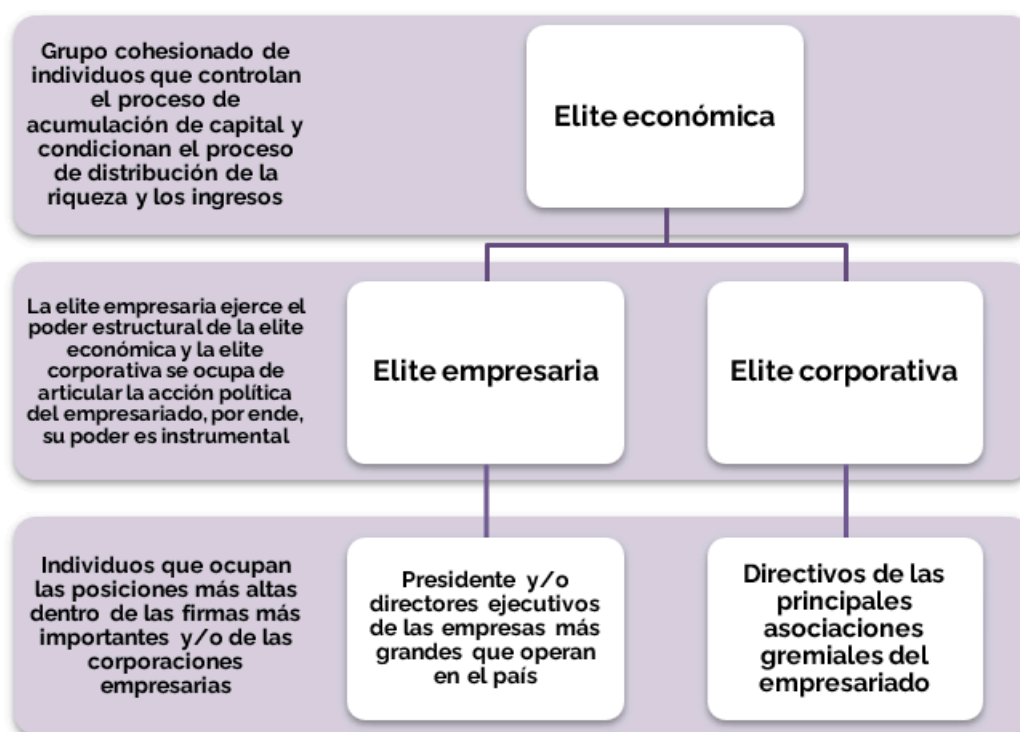 Grupo cohesionado de
individuos que controlan
el proceso de
acumulación de capital y
condicionan el proceso
de distribución de la
riqueza y los ingresos
Elite económica
La elite empresaria ejerce el
poder estructural de la elite
económica y la elite
corporativa se ocupa de
articular la acción política
del empresariado, por ende,
su poder es instrumental
Elite empresaria
Elite corporativa
Individuos que ocupan
las posiciones más altas
dentro de las firmas más
importantes y/o de las
corporaciones
empresarias
Presidente y/o
directores ejecutivos
de las empresas más
grandes que operan
en el país
Directivos de las
principales
asociaciones
gremiales del
empresariado